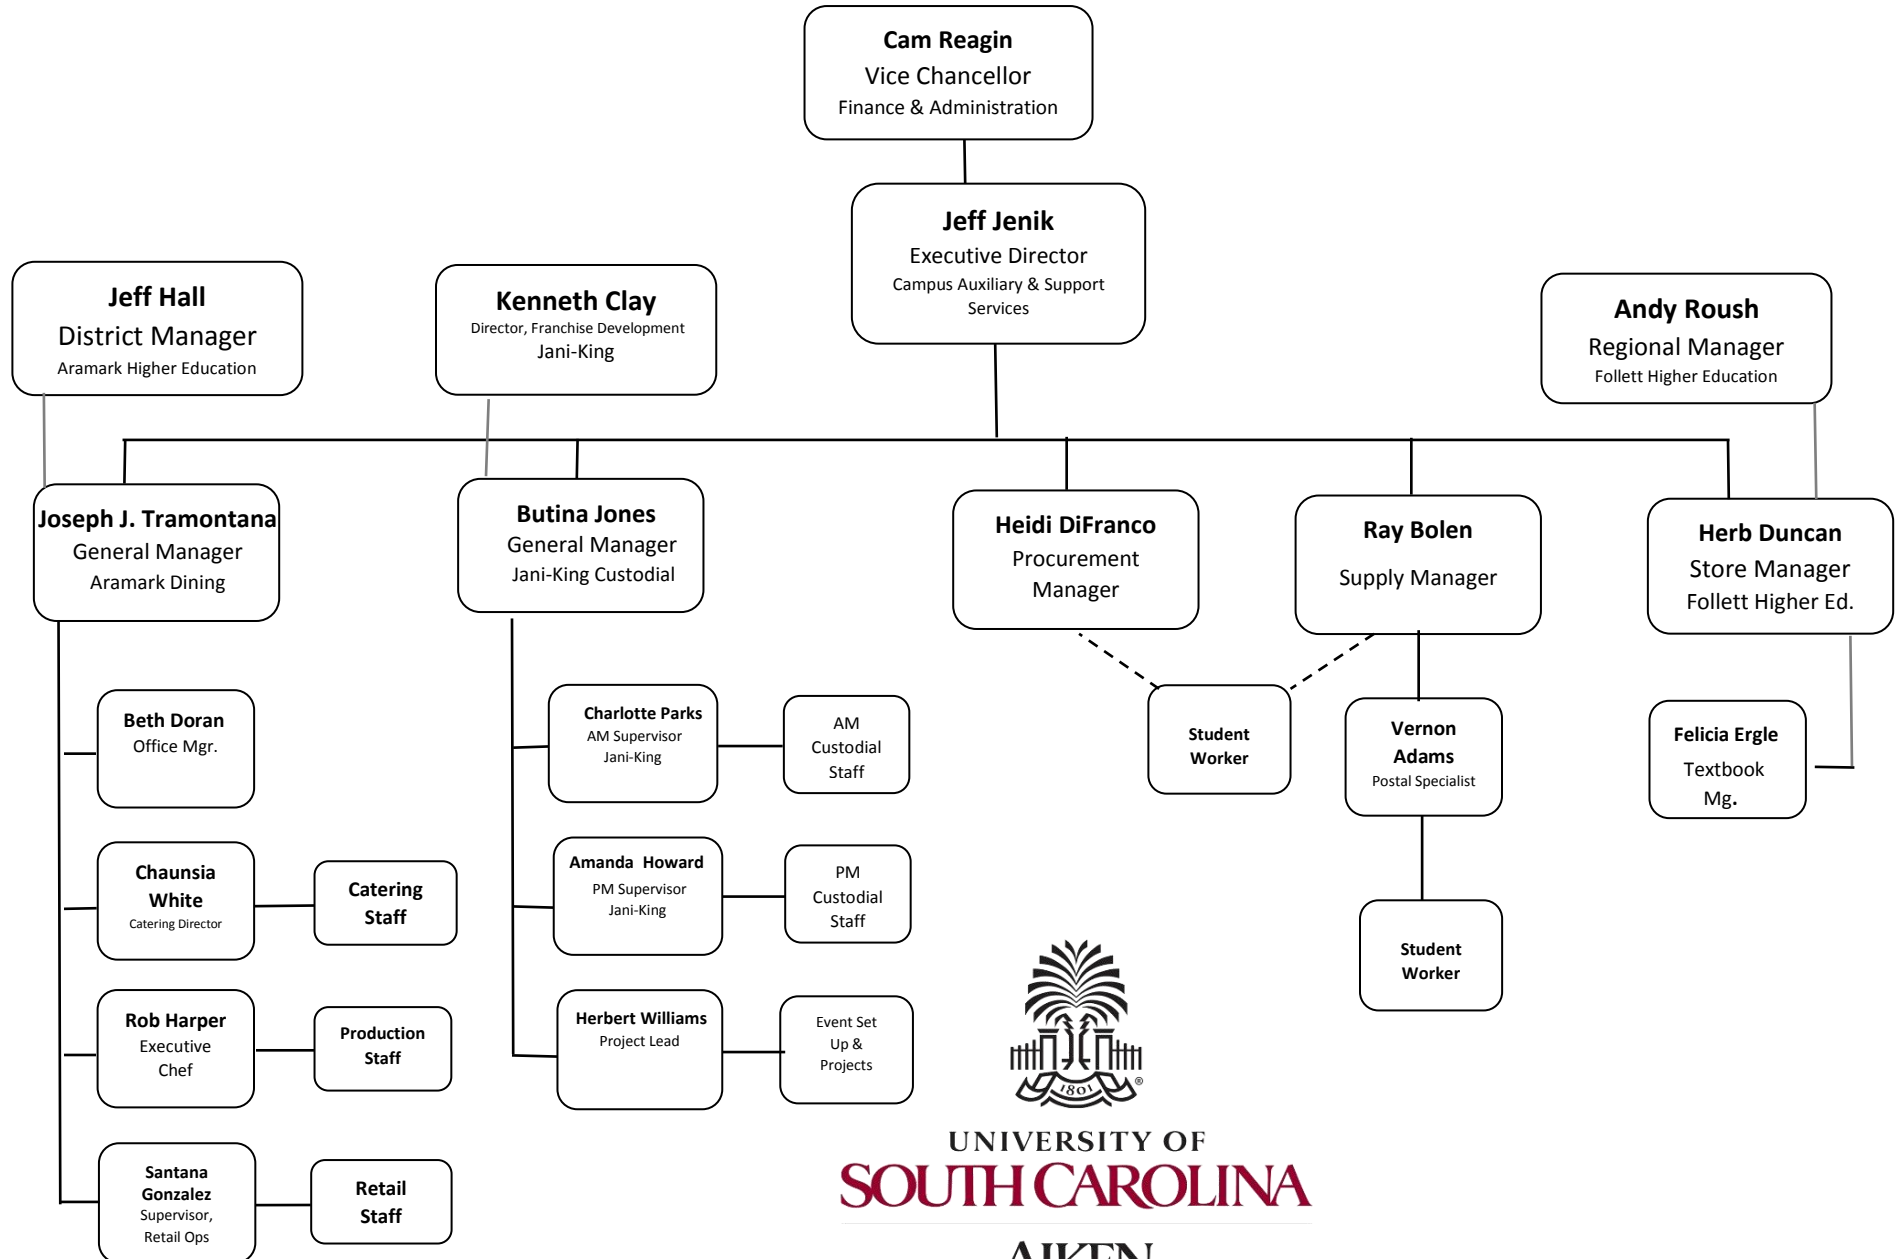 Cam Reagin
Vice Chancellor
Finance & Administration
Jeff Jenik
Executive Director
Campus Auxiliary & Support
Services
Jeff Hall
District Manager
Aramark Higher Education
Kenneth Clay
Director, Franchise Development
Jani-King
Andy Roush
Regional Manager
Follett Higher Education
Joseph J. Tramontana
General Manager
Aramark Dining
Butina Jones
General Manager
Jani-King Custodial
Heidi DiFranco
Procurement
Manager
Ray Bolen
Supply Manager
Herb Duncan
Store Manager
Follett Higher Ed.
Beth Doran
Office Mgr.
Charlotte Parks
AM Supervisor
Jani-King
AM
Custodial
Staff
Student
Worker
Vernon
Adams
Postal Specialist
Felicia Ergle
Textbook
Mg.
Chaunsia
White
Catering Director
Catering
Staff
Amanda Howard
PM Supervisor
Jani-King
PM
Custodial
Staff
Student
Worker
Rob Harper
Executive
Chef
Production
Staff
Herbert Williams
Project Lead
Event Set
Up &
Projects
Santana
Gonzalez
Supervisor,
Retail Ops
Retail
Staff
1801
®
UNIVERSITY OF
SOUTH CAROLINA
AIKEN